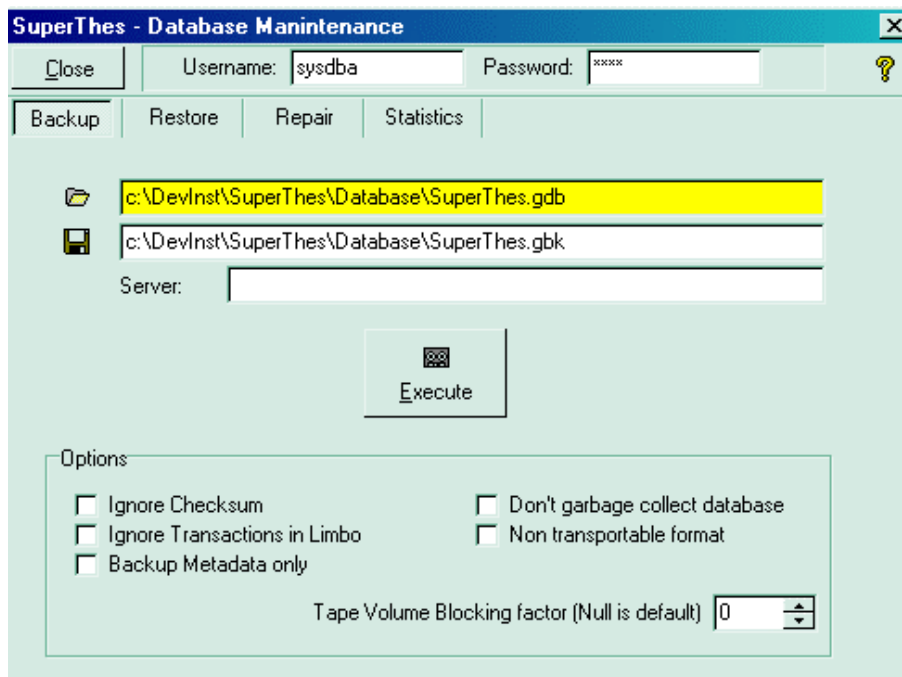 SuperThes - Database Manintenance
Close Username: sysdba Password: ****
Backup Restore Repair Statistics
c:\DevInst\SuperThes\Database\SuperThes.gdb
c:\DevInst\SuperThes\Database\SuperThes.gbk
Server:
Execute
Options
Ignore Checksum Don't garbage collect database
Ignore Transactions in Limbo Non transportable format
Backup Metadata only
Tape Volume Blocking factor (Null is default) 0